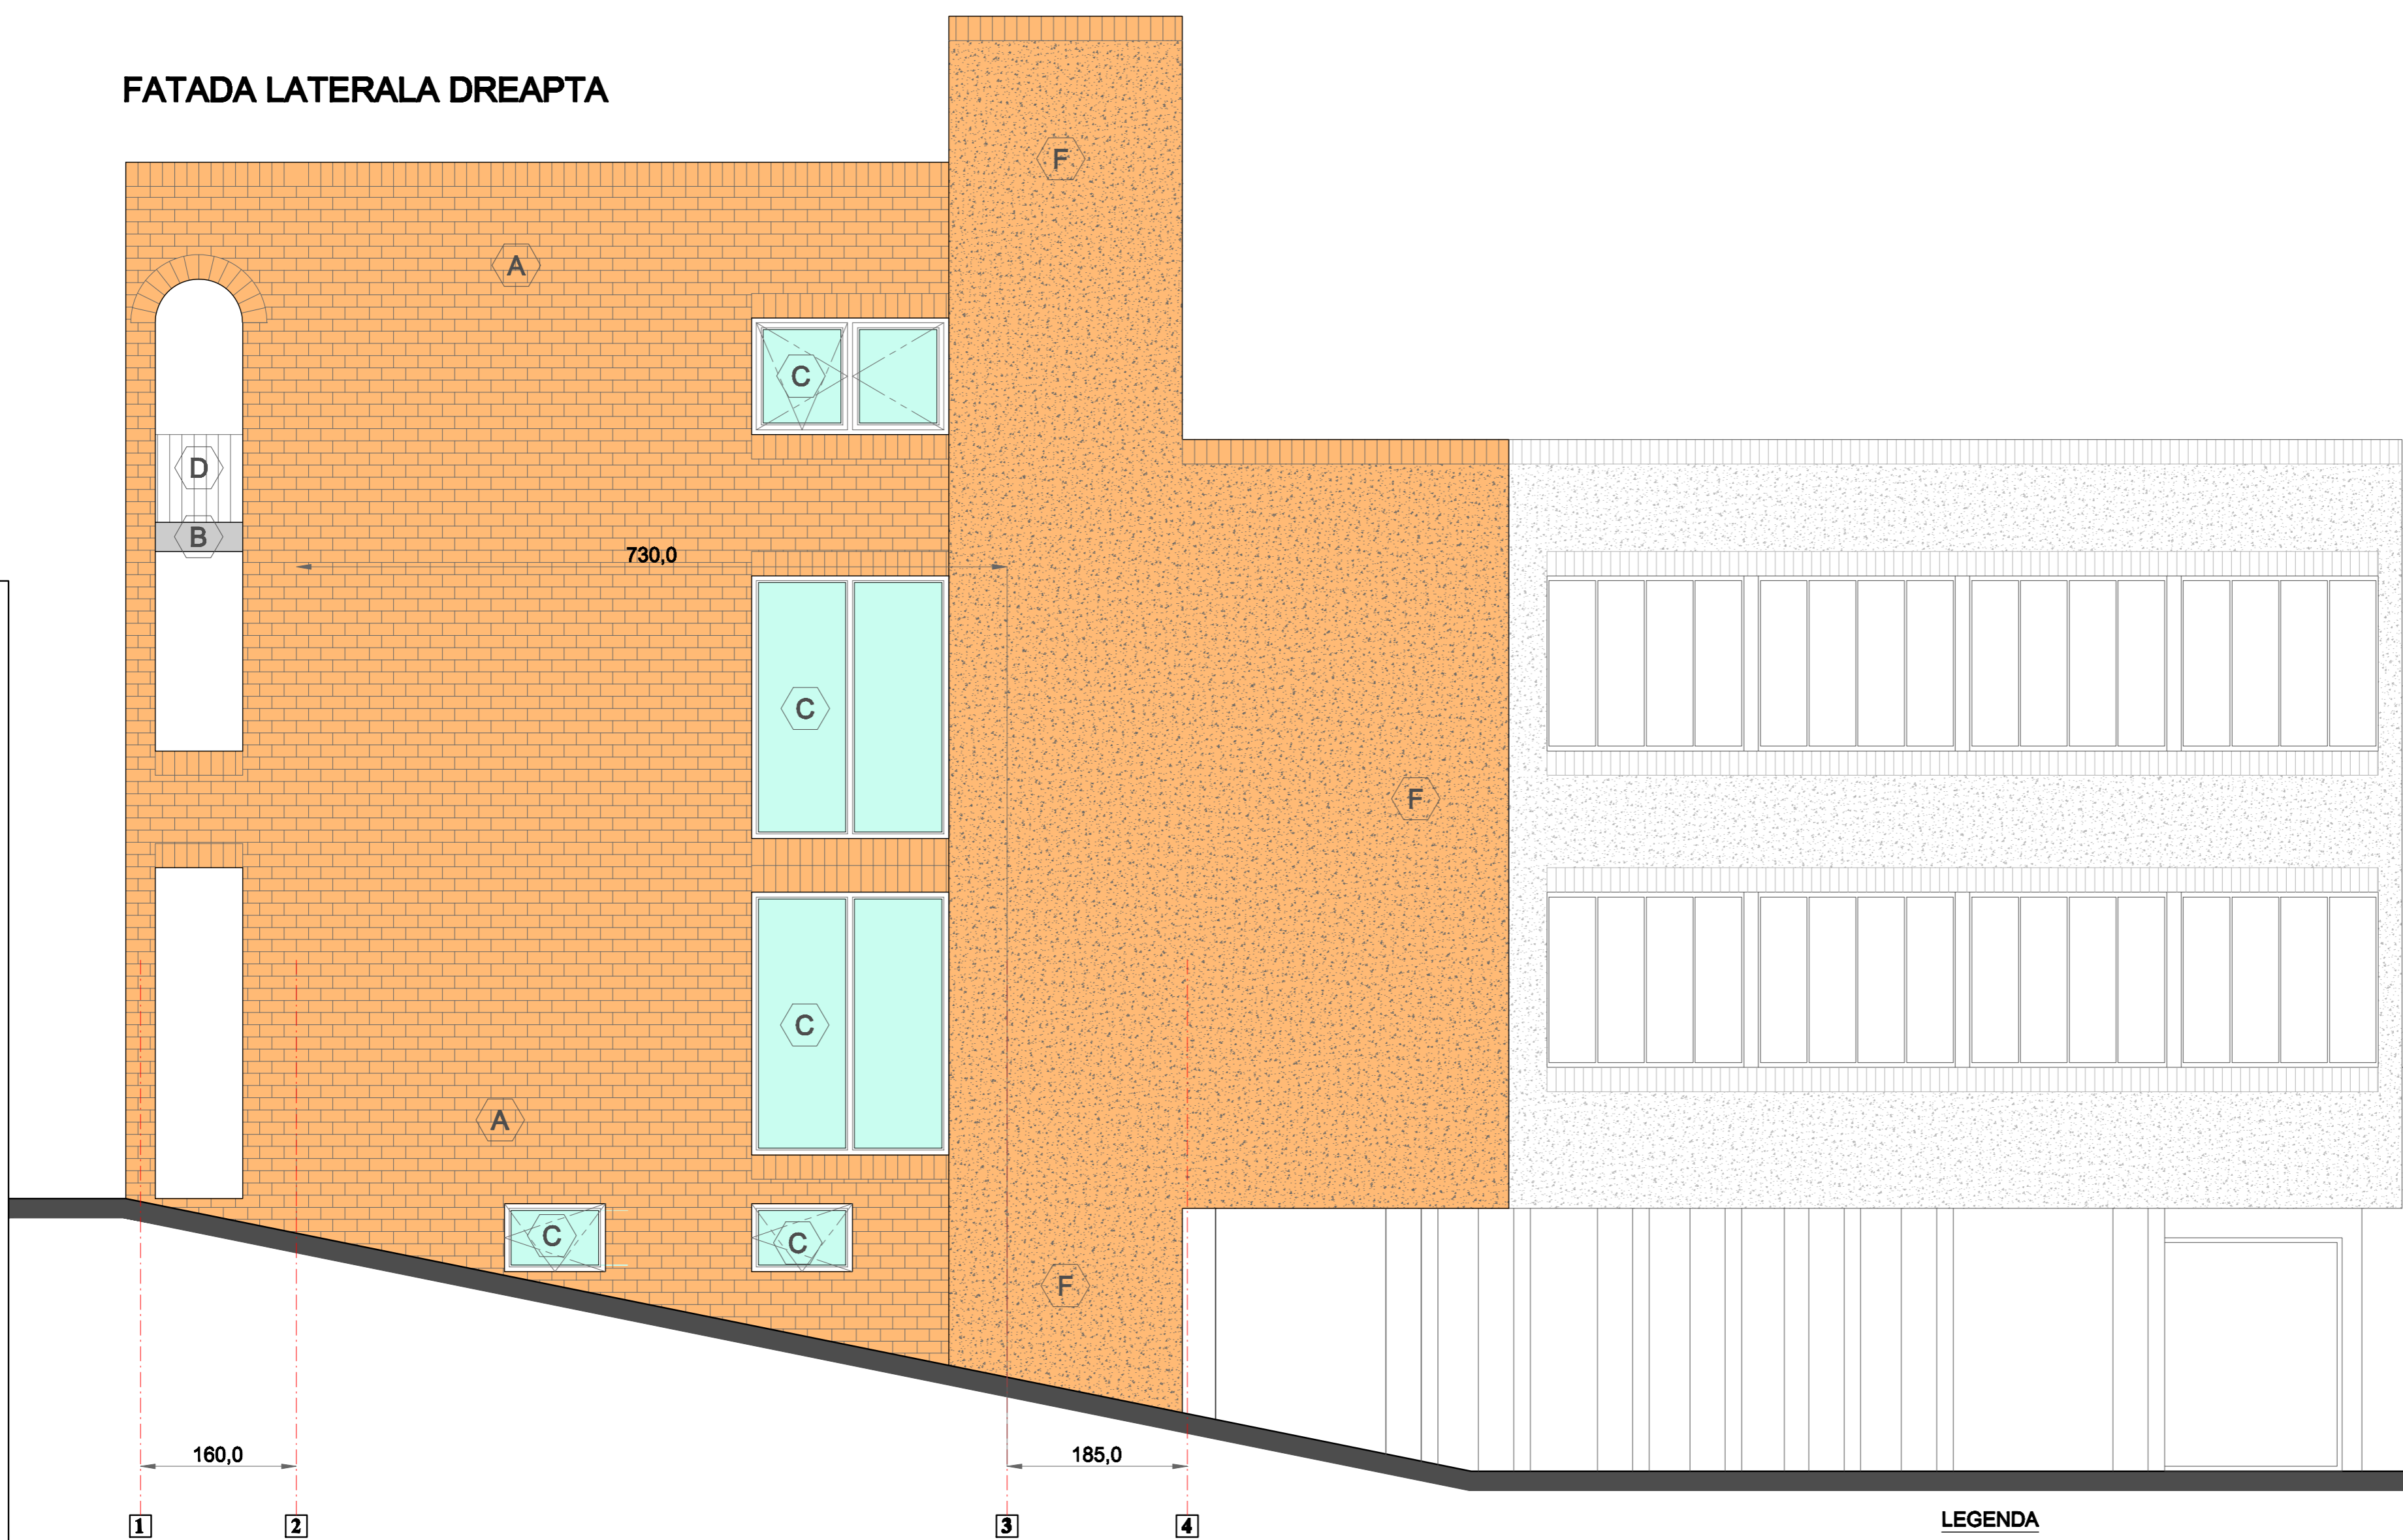 FATADA LATERALA DREAPTA
F
A
C
D
B
730,0
C
F
C
A
C
C
F
160,0
185,0
1
2
3
4
LEGENDA